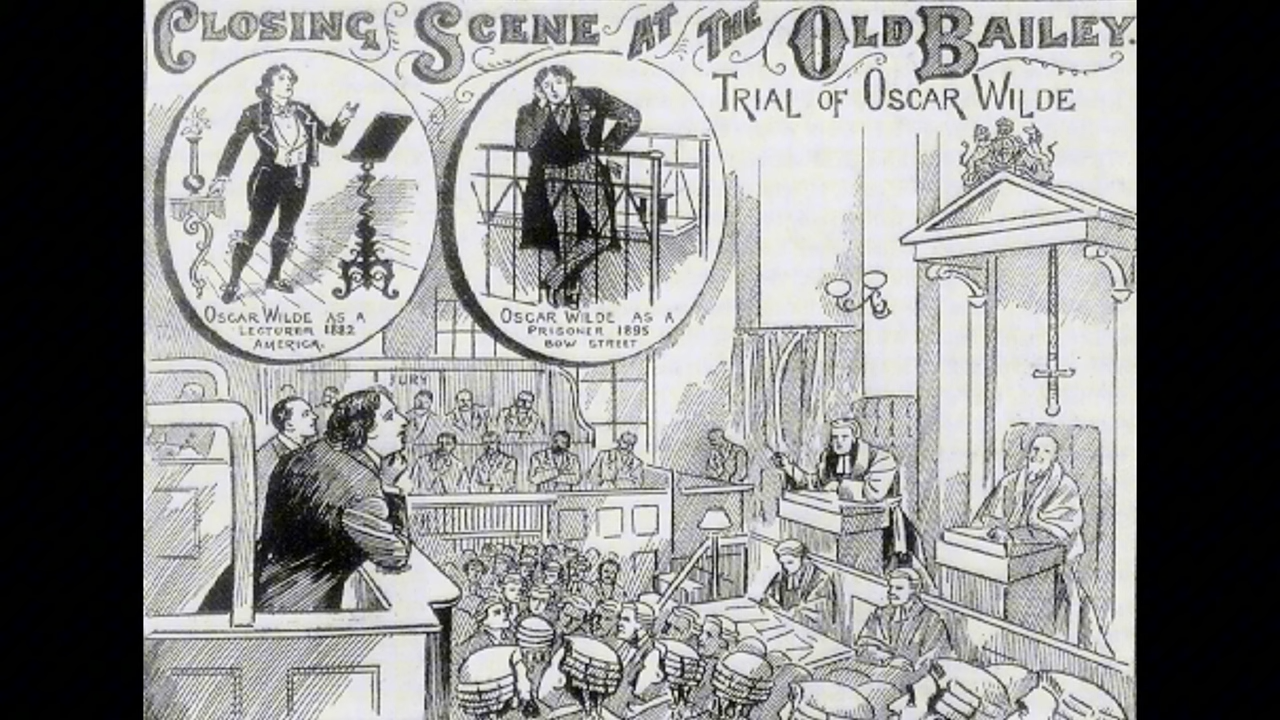 CLOSING SCENE AT THE OLD BAILEY.
TRIAL OF OSCAR WILDE
OSCAR WILDE AS A
LECTURER 1882
AMERICA.
OSCAR WILDE AS A
PRISONER 1895
BOW STREET
JURY